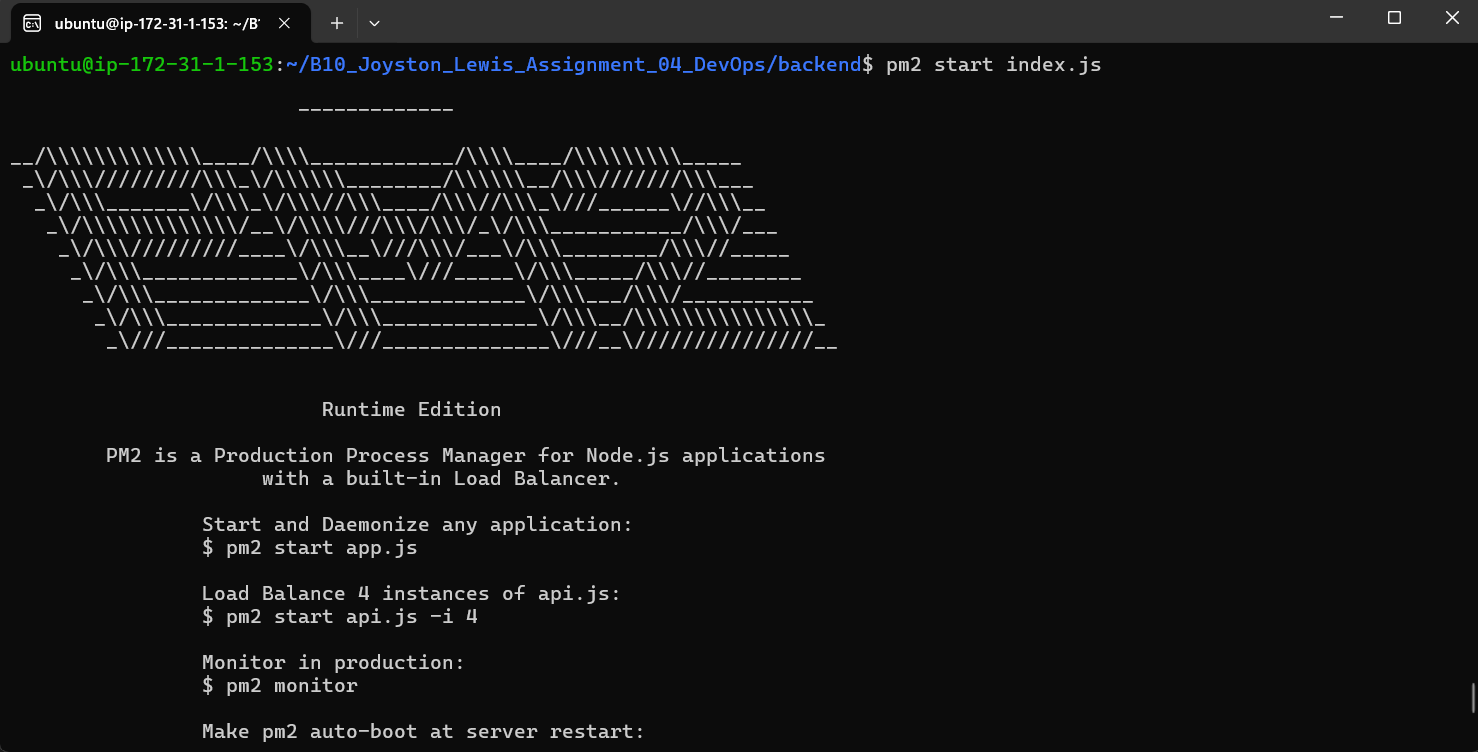 ubuntu@ip-172-31-1-153: ~/B1
ubuntu@ip-172-31-1-153:~/B10_Joyston_Lewis_Assignment_04_DevOps/backend$ pm2 start index.js
-------------
__/\\\\\\\\\\\\\____/\\\\____________/\\\\____/\\\\\\\\\_____
_\/\\\/////////\\\_\/\\\\\\________/\\\\\\__/\\\///////\\\___
_\/\\\_______\/\\\_\/\\\//\\\____/\\\//\\\_\///______\//\\\__
_\/\\\\\\\\\\\\\/__\/\\\\///\\\/\\\/_\/\\\___________/\\\/___
_\/\\\/////////____\/\\\__\///\\\/___\/\\\________/\\\//_____
_\/\\\_____________\/\\\____\///_____\/\\\_____/\\\//________
_\/\\\_____________\/\\\_____________\/\\\___/\\\/___________
_\/\\\_____________\/\\\_____________\/\\\__/\\\\\\\\\\\\\\\_
_\///______________\///______________\///__\///////////////__
Runtime Edition
PM2 is a Production Process Manager for Node.js applications
with a built-in Load Balancer.
Start and Daemonize any application:
$ pm2 start app.js
Load Balance 4 instances of api.js:
$ pm2 start api.js -i 4
Monitor in production:
$ pm2 monitor
Make pm2 auto-boot at server restart: